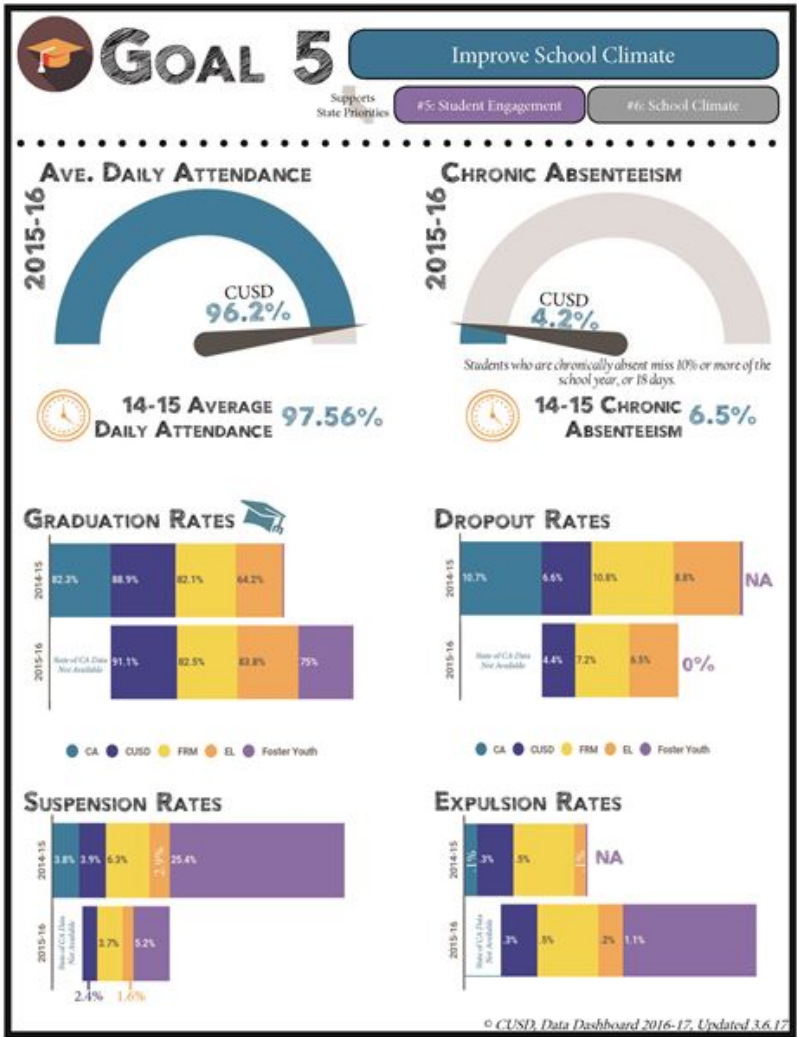 GOAL 5
Improve School Climate
Supports
State Priorities
#5: Student Engagement
#6: School Climate
AVE. DAILY ATTENDANCE
2015-16
CUSD
96.2%
14-15 AVERAGE
DAILY ATTENDANCE
97.56%
CHRONIC ABSENTEEISM
2015-16
CUSD
4.2%
Students who are chronically absent miss 10% or more of the
school year, or 18 days.
14-15 CHRONIC
ABSENTEEISM
6.5%
GRADUATION RATES
2014-15
82.3% 88.9% 82.1% 64.2%
2015-16
State of CA Data
Not Available
91.1% 82.5% 83.8% 75%
CA CUSD FRM EL Foster Youth
DROPOUT RATES
2014-15
10.7% 6.6% 10.8% 8.8% NA
2015-16
State of CA Data
Not Available
4.4% 7.2% 6.5% 0%
CA CUSD FRM EL Foster Youth
SUSPENSION RATES
2014-15
3.8% 3.9% 6.3% 2.9% 25.4%
2015-16
State of CA Data
Not Available
3.7% 5.2%
2.4% 1.6%
EXPULSION RATES
2014-15
.1% .3% .5% .1% NA
2015-16
State of CA Data
Not Available
.3% .5% .2% 1.1%
© CUSD, Data Dashboard 2016-17, Updated 3.6.17